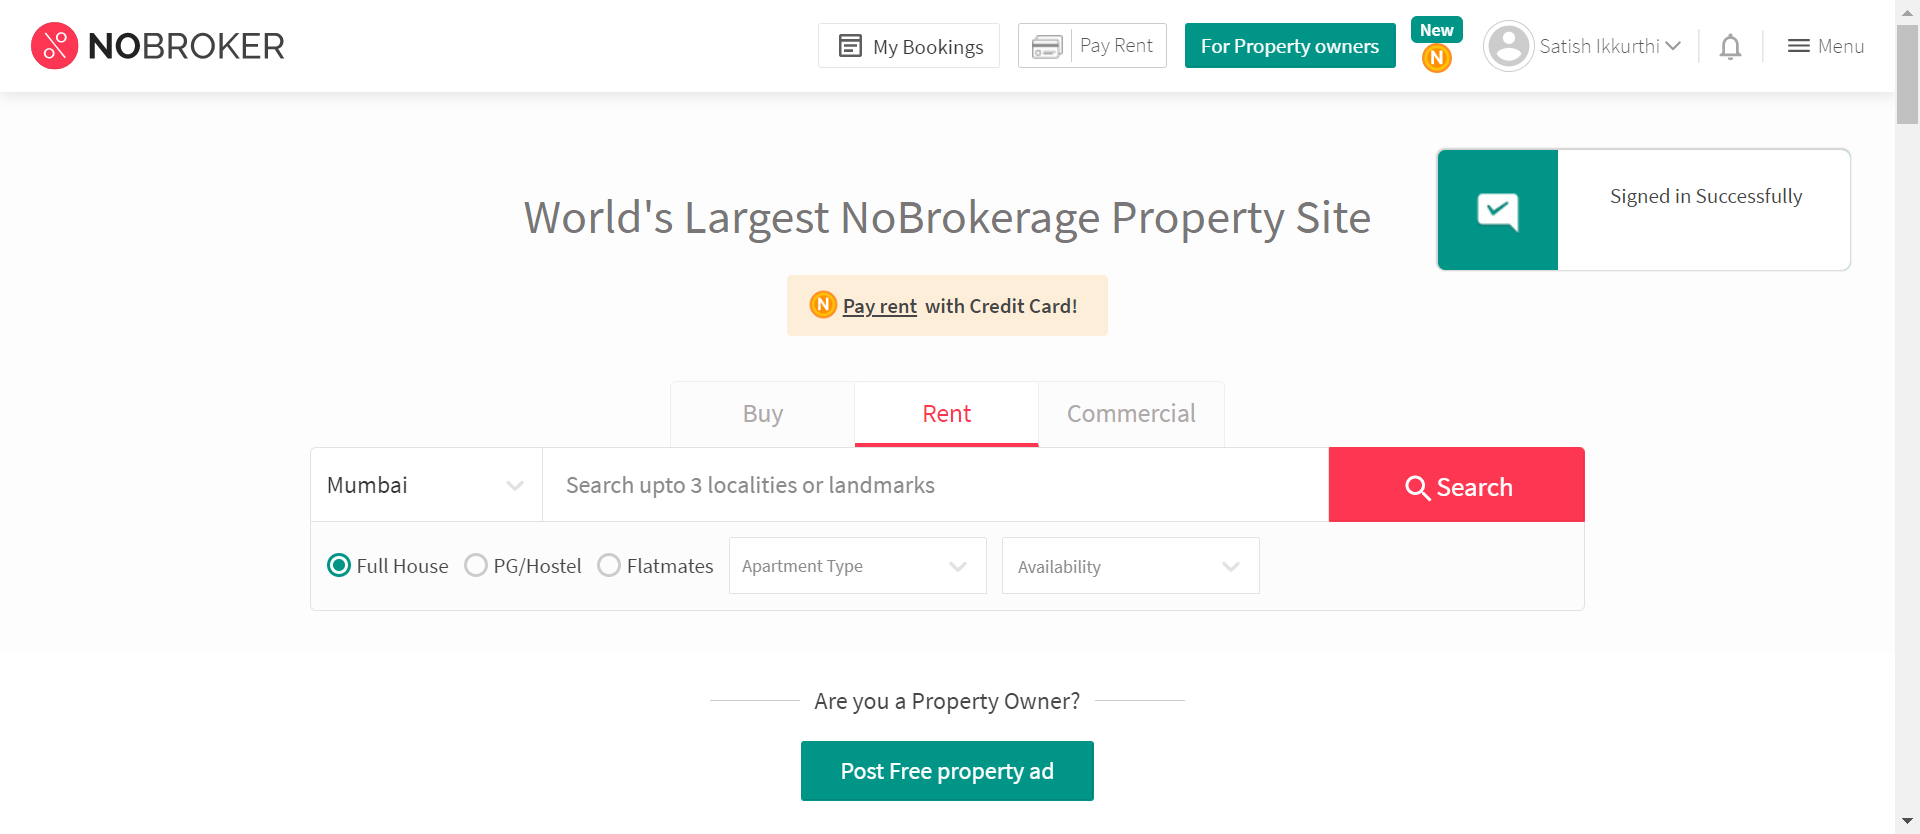 NOBROKER
My Bookings
Pay Rent
For Property owners
New
N
Satish Ikkurthi
Menu
Signed in Successfully
World's Largest NoBrokerage Property Site
N Pay rent with Credit Card!
Buy
Rent
Commercial
Mumbai
Search upto 3 localities or landmarks
Search
Full House
PG/Hostel
Flatmates
Apartment Type
Availability
Are you a Property Owner?
Post Free property ad